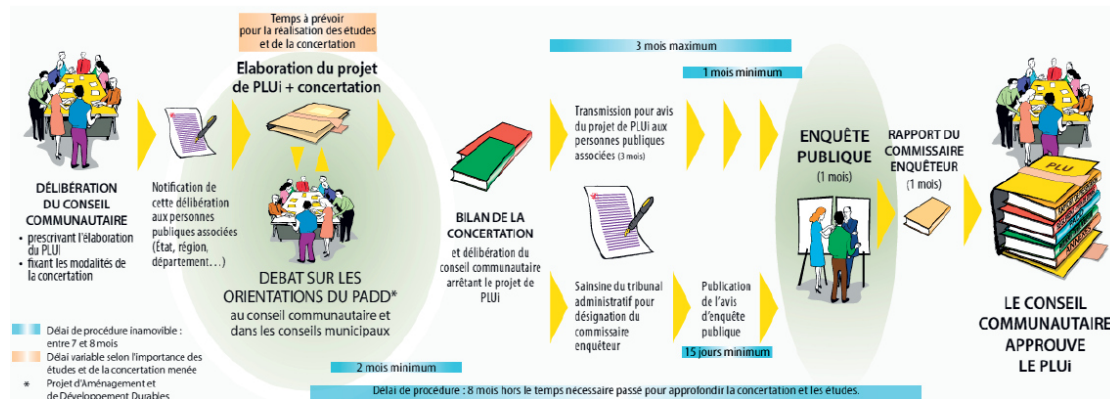 Temps à prévoir
pour la réalisation des études
et de la concertation
Elaboration du projet
de PLUi + concertation
3 mois maximum
1 mois minimum
DÉLIBÉRATION
DU CONSEIL
COMMUNAUTAIRE
• prescrivant l'élaboration
du PLUi
• fixant les modalités de
la concertation
Notification de
cette délibération
aux personnes
publiques associées
(État, région,
département…)
DEBAT SUR LES
ORIENTATIONS DU PADD*
au conseil communautaire et
dans les conseils municipaux
BILAN DE LA
CONCERTATION
et délibération du
conseil communautaire
arrêtant le projet de
PLUi
Transmission pour avis
du projet de PLUi aux
personnes publiques
associées (3 mois)
Sainsine du tribunal
administratif pour
désignation du
commissaire
enquêteur
Publication
de l'avis
d'enquête
publique
15 jours minimum
ENQUÊTE
PUBLIQUE
(1 mois)
RAPPORT DU
COMMISSAIRE
ENQUÊTEUR
(1 mois)
PLU
ANNEXES
LE CONSEIL
COMMUNAUTAIRE
APPROUVE
LE PLUi
Délai de procédure inamovible :
entre 7 et 8 mois
Délai variable selon l'importance des
études et de la concertation menée
* Projet d'Aménagement et
de Développement Durables
2 mois minimum
Délai de procédure : 8 mois hors le temps nécessaire passé pour approfondir la concertation et les études.